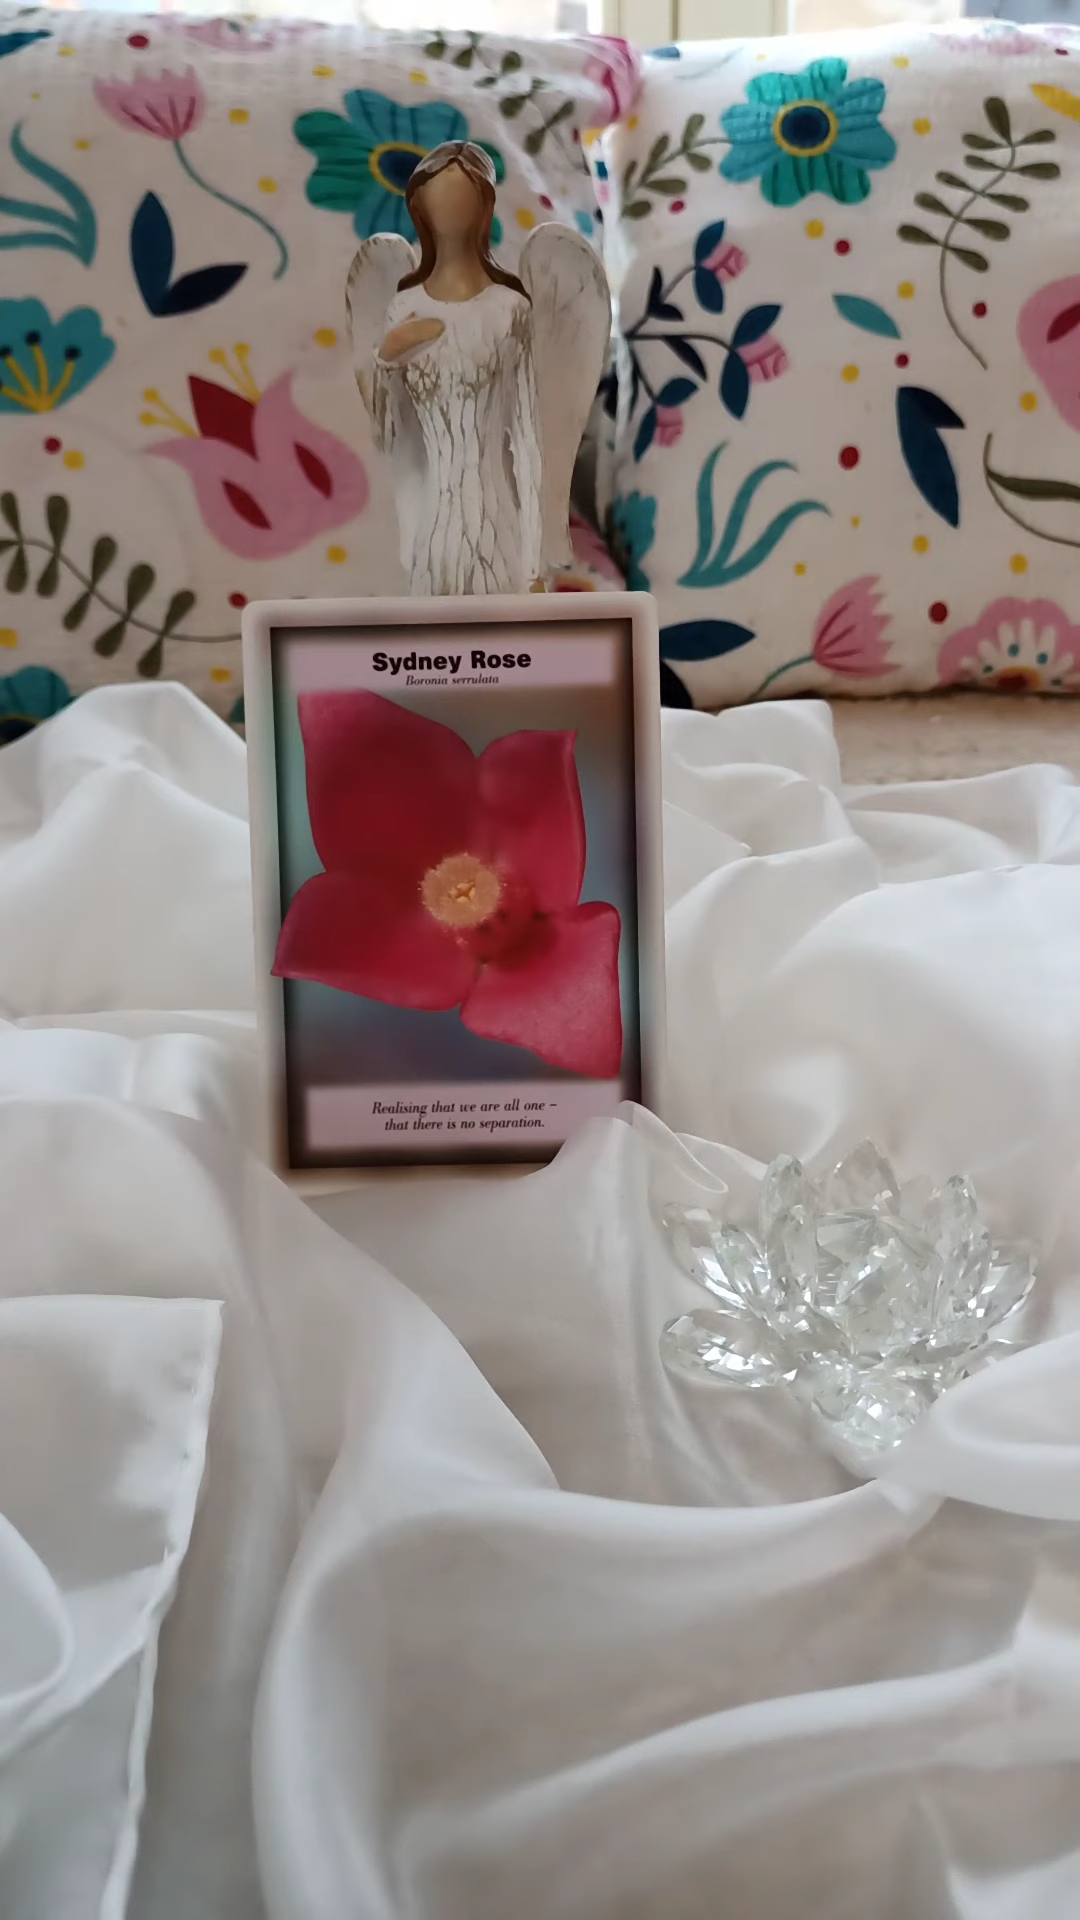 Sydney Rose
Boronia serrulata
Realising that we are all one –
that there is no separation.